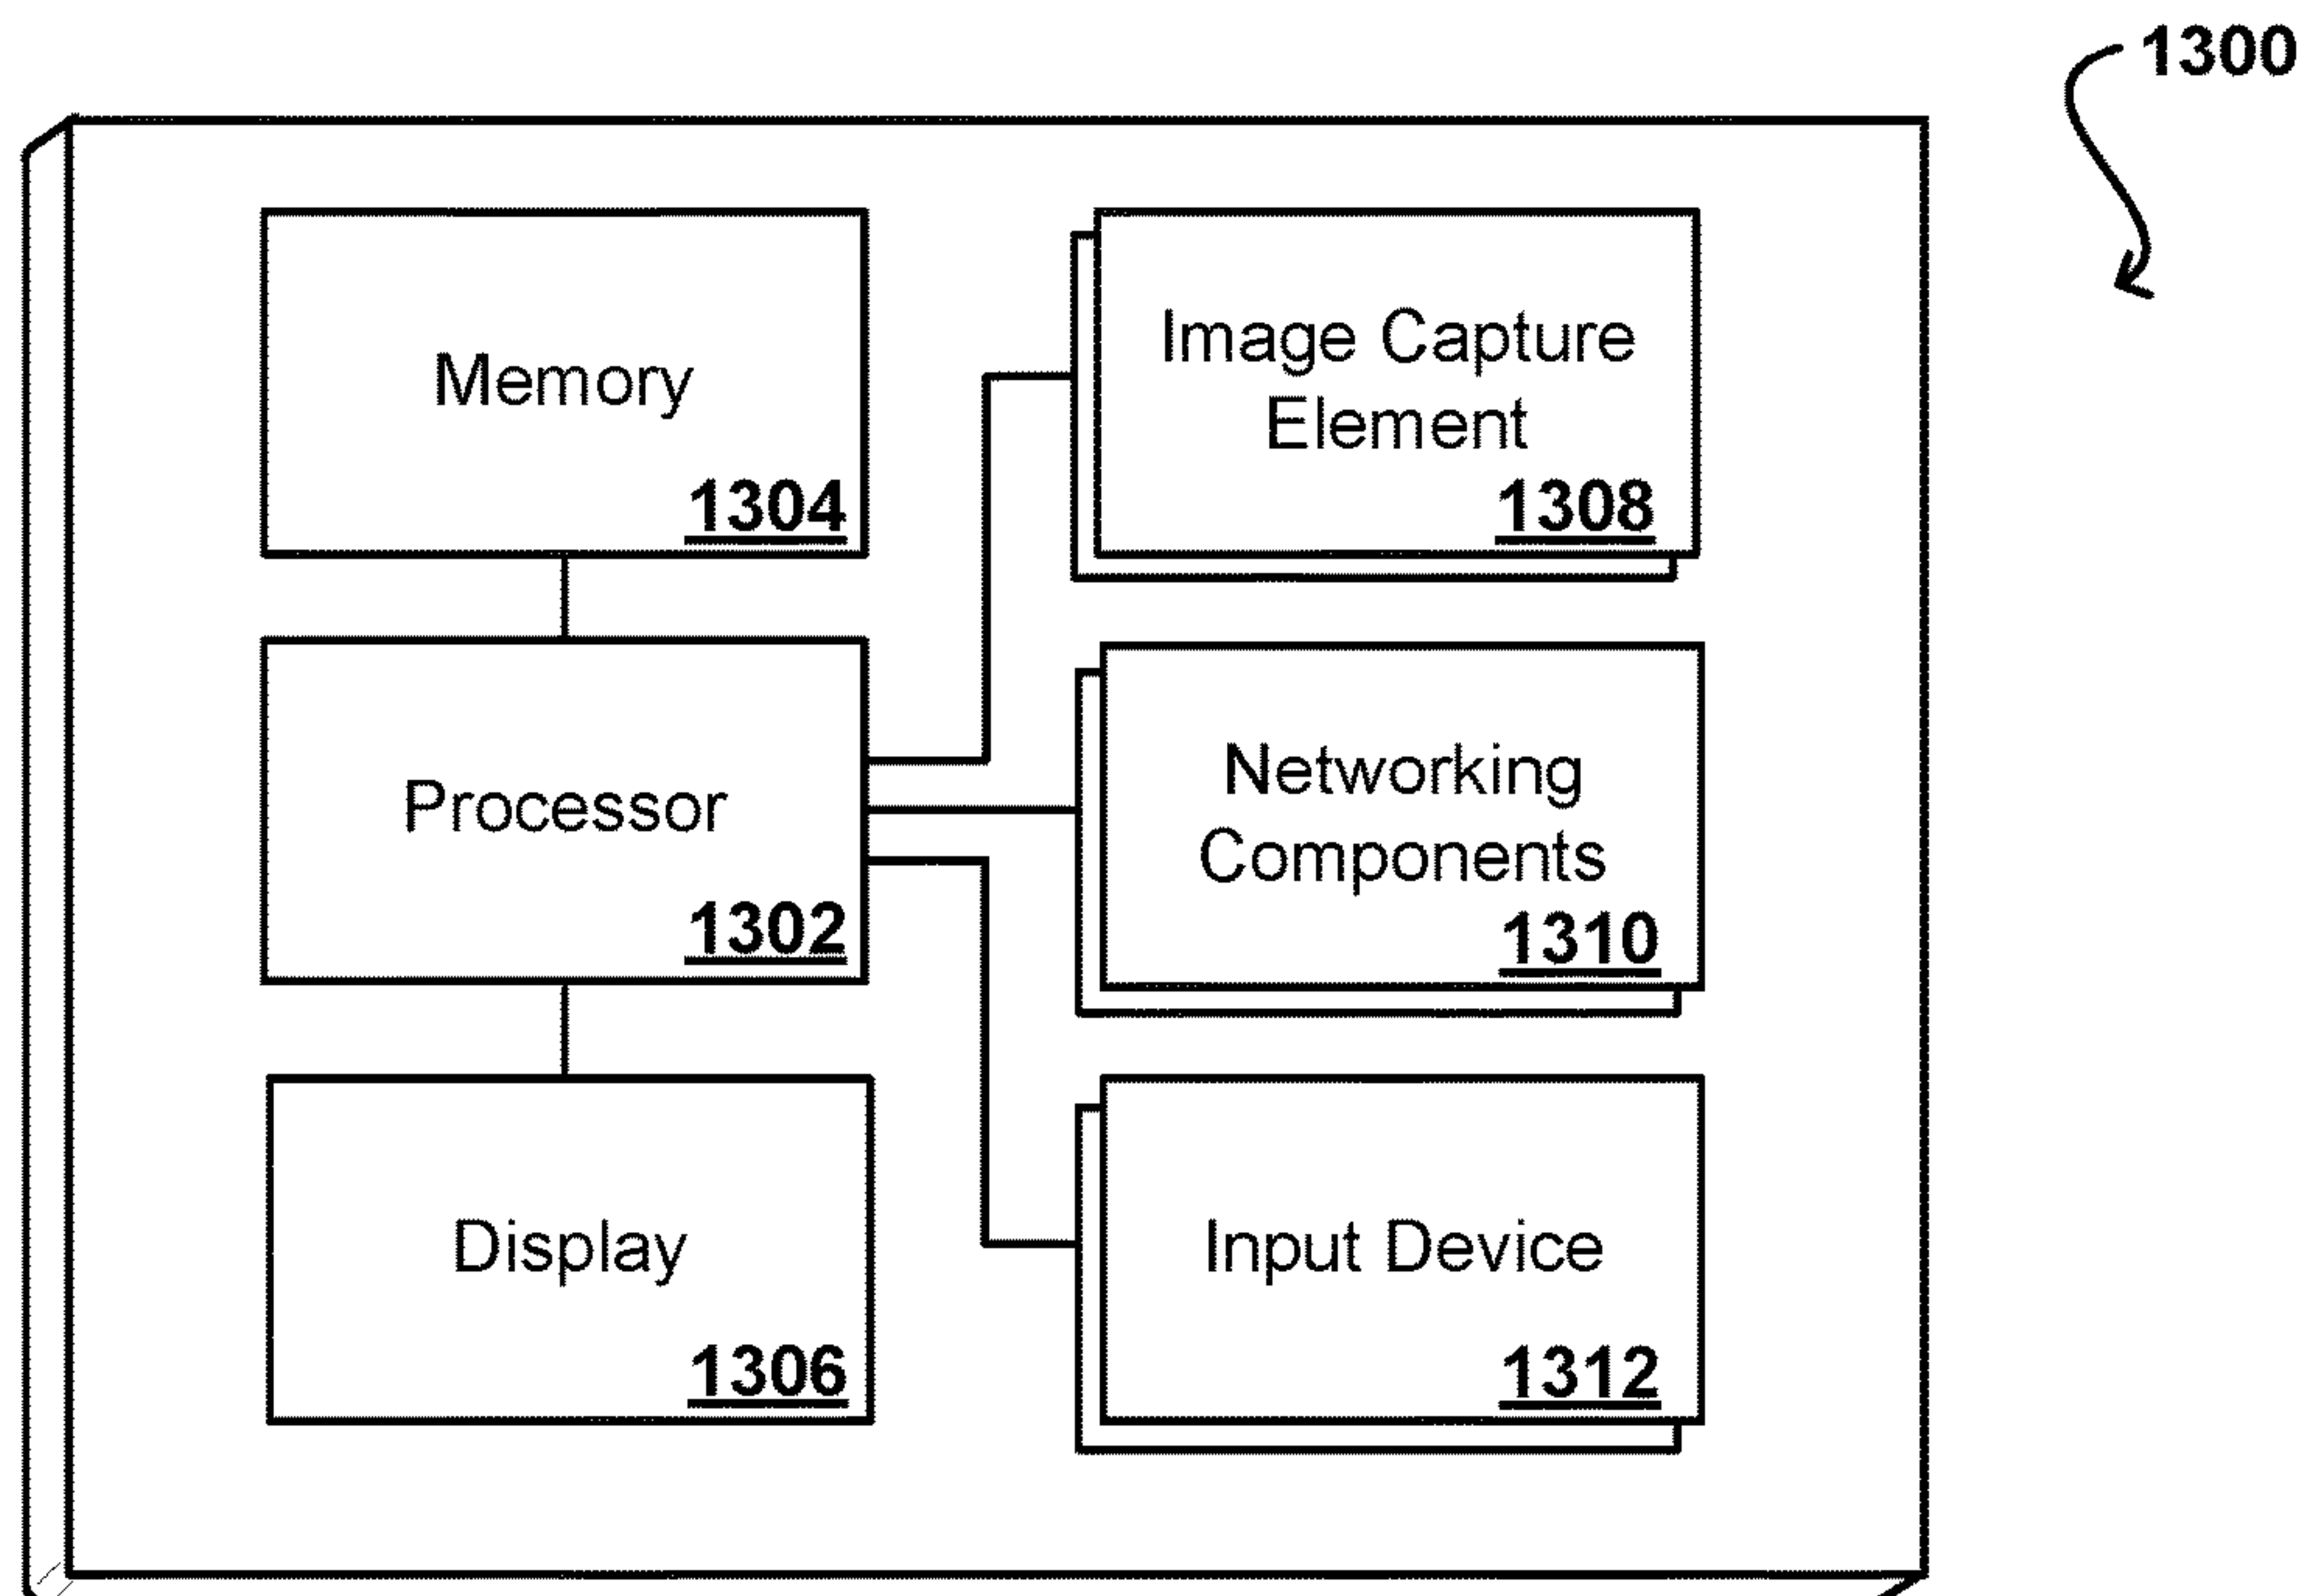 1300
Memory
1304
Image Capture
Element
1308
Processor
1302
Networking
Components
1310
Display
1306
Input Device
1312